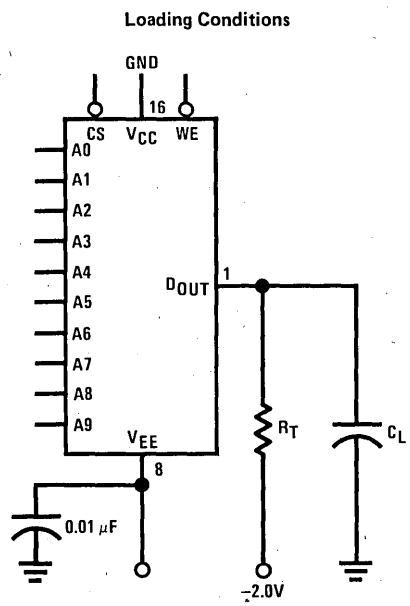 Loading Conditions
GND
16
CS VCC WE
A0
A1
A2
A3
A4
A5
A6
A7
A8
A9
DOUT
1
RT
CL
VEE
8
0.01 μF
-2.0V